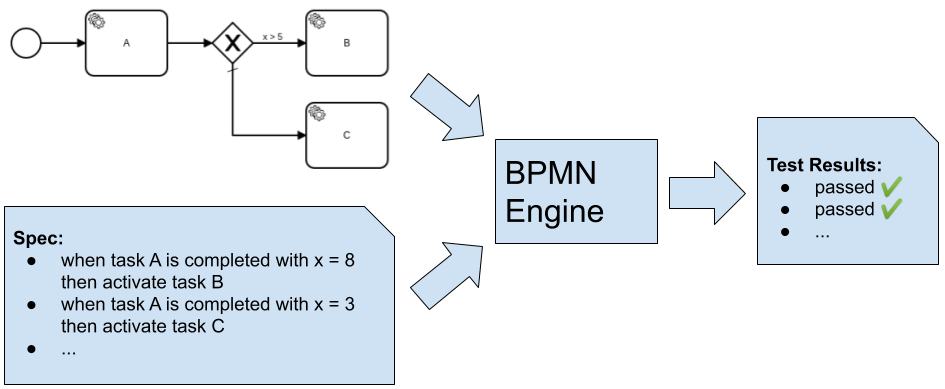 A
X
x > 5
B
C
Spec:
● when task A is completed with x = 8
then activate task B
● when task A is completed with x = 3
then activate task C
● ...
BPMN
Engine
Test Results:
● passed ✔
● passed ✔
● ...